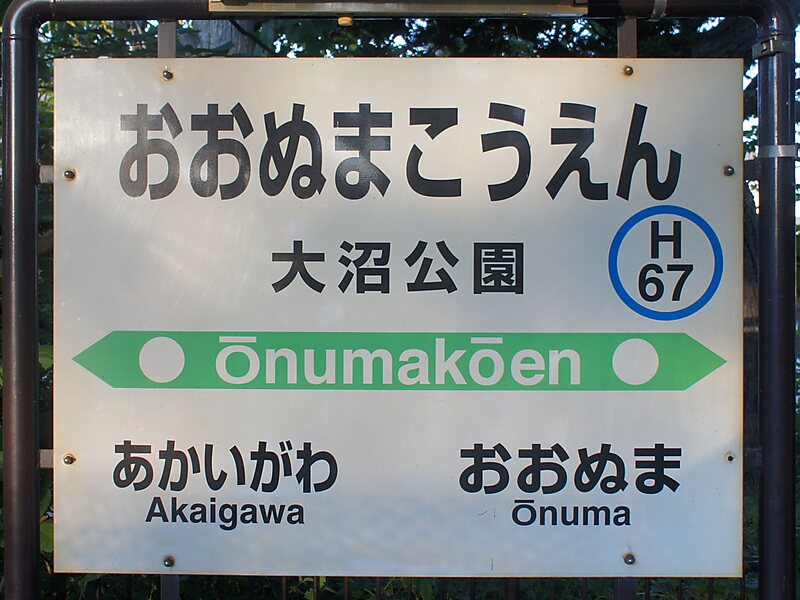 おおぬまこうえん
大沼公園
H
67
Ōnumakōen
あかいがわ おおぬま
Akaigawa Ōnuma